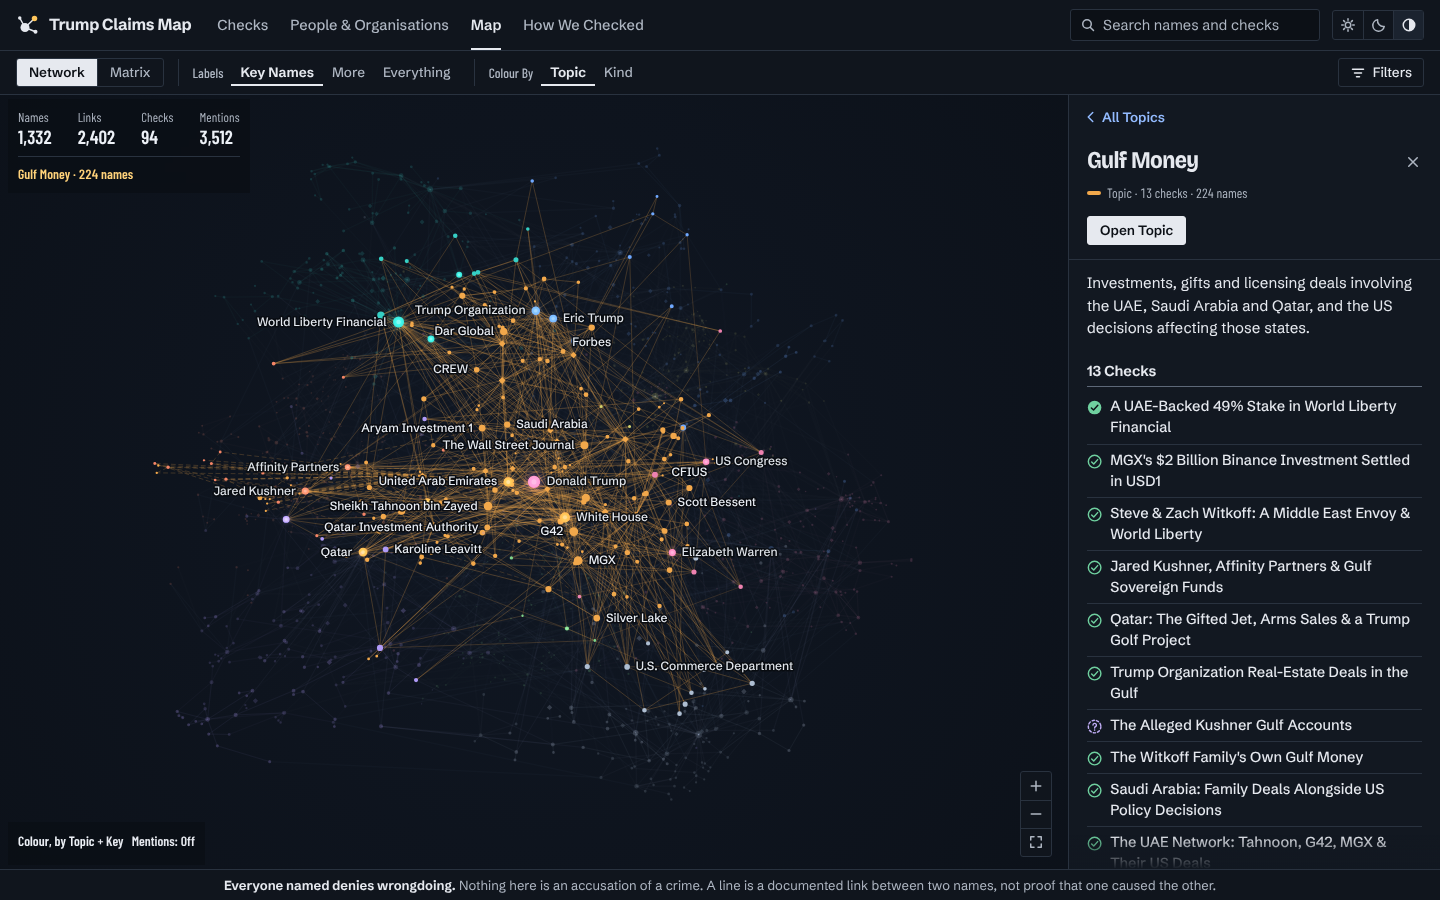 Trump Claims Map
Checks
People & Organisations
Map
How We Checked
Search names and checks
Network
Matrix
Labels
Key Names
More
Everything
Colour By
Topic
Kind
Filters
Names
Links
Checks
Mentions
1,332
2,402
94
3,512
Gulf Money · 224 names
World Liberty Financial
Trump Organization
Eric Trump
Dar Global
Forbes
CREW
Aryam Investment 1
Saudi Arabia
The Wall Street Journal
Affinity Partners
US Congress
CFIUS
United Arab Emirates
Donald Trump
Jared Kushner
Sheikh Tahnoon bin Zayed
Scott Bessent
White House
Qatar Investment Authority
G42
Qatar
Karoline Leavitt
Elizabeth Warren
MGX
Silver Lake
U.S. Commerce Department
Colour, by Topic + Key
Mentions: Off
All Topics
Gulf Money
Topic · 13 checks · 224 names
Open Topic
Investments, gifts and licensing deals involving
the UAE, Saudi Arabia and Qatar, and the US
decisions affecting those states.
13 Checks
A UAE-Backed 49% Stake in World Liberty
Financial
MGX's $2 Billion Binance Investment Settled
in USD1
Steve & Zach Witkoff: A Middle East Envoy &
World Liberty
Jared Kushner, Affinity Partners & Gulf
Sovereign Funds
Qatar: The Gifted Jet, Arms Sales & a Trump
Golf Project
Trump Organization Real-Estate Deals in the
Gulf
The Alleged Kushner Gulf Accounts
The Witkoff Family's Own Gulf Money
Saudi Arabia: Family Deals Alongside US
Policy Decisions
The UAE Network: Tahnoon, G42, MGX &
Their US Deals
Everyone named denies wrongdoing. Nothing here is an accusation of a crime. A line is a documented link between two names, not proof that one caused the other.